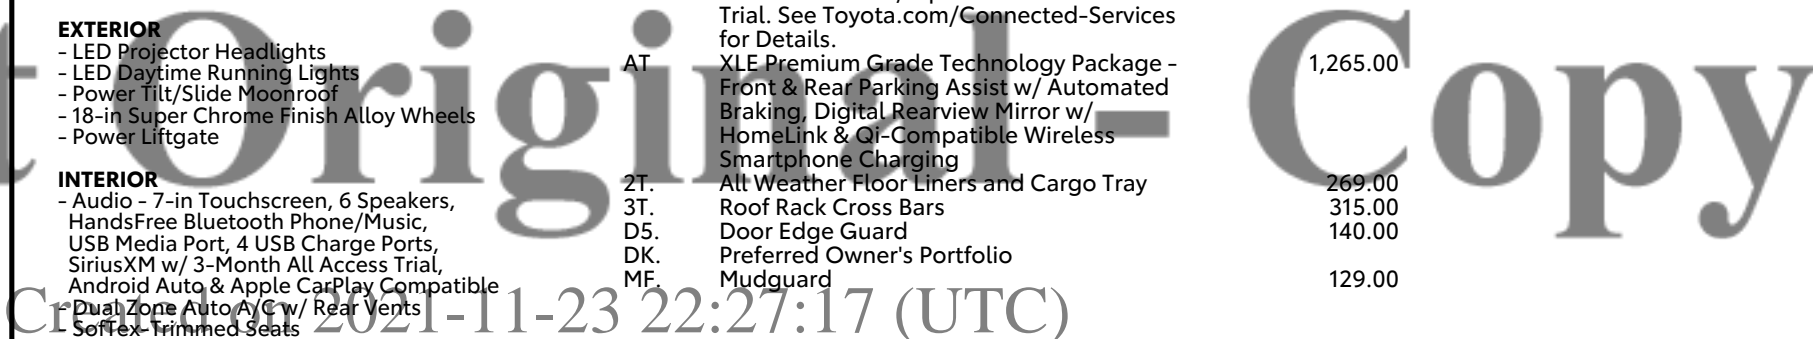 EXTERIOR
- LED Projector Headlights
- LED Daytime Running Lights
- Power Tilt/Slide Moonroof
- 18-in Super Chrome Finish Alloy Wheels
- Power Liftgate
INTERIOR
- Audio - 7-in Touchscreen, 6 Speakers,
HandsFree Bluetooth Phone/Music,
USB Media Port, 4 USB Charge Ports,
SiriusXM w/ 3-Month All Access Trial,
Android Auto & Apple CarPlay Compatible
- Dual Zone Auto A/C w/ Rear Vents
- SofTex-Trimmed Seats
Trial. See Toyota.com/Connected-Services
for Details.
AT XLE Premium Grade Technology Package - 1,265.00
Front & Rear Parking Assist w/ Automated
Braking, Digital Rearview Mirror w/
HomeLink & Qi-Compatible Wireless
Smartphone Charging
2T. All Weather Floor Liners and Cargo Tray 269.00
3T. Roof Rack Cross Bars 315.00
D5. Door Edge Guard 140.00
DK. Preferred Owner's Portfolio
MF. Mudguard 129.00
t Original - Copy
Created on 2021-11-23 22:27:17 (UTC)